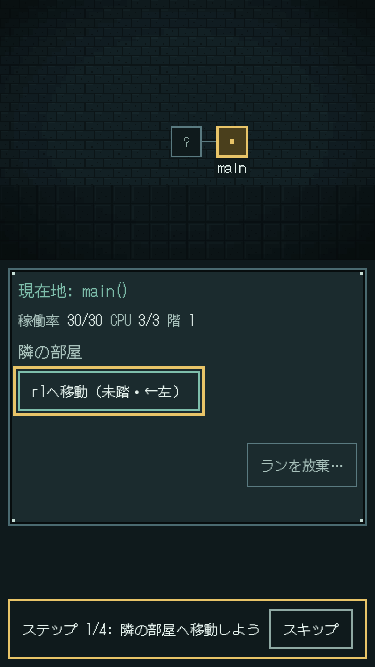 ?
main
現在地: main()
稼働率 30/30 CPU 3/3 階 1
隣の部屋
r1へ移動 (未踏・←左)
ランを放棄…
ステップ 1/4: 隣の部屋へ移動しよう
スキップ